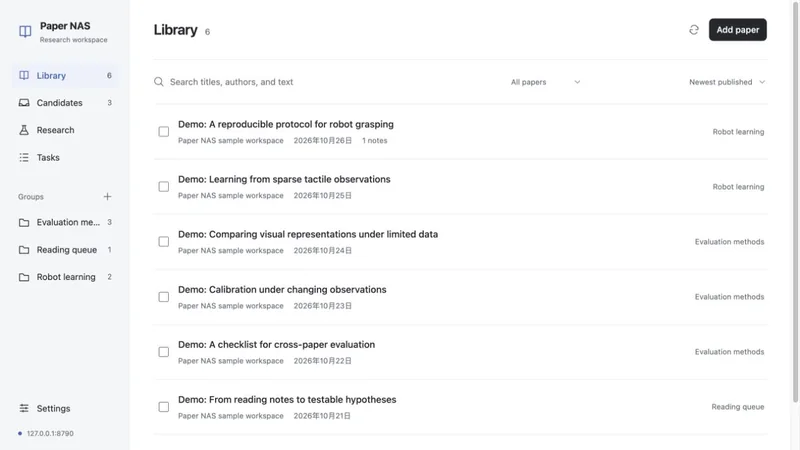 Paper NAS
Research workspace
Library 6
Candidates 3
Research
Tasks
Groups
Evaluation me... 3
Reading queue 1
Robot learning 2
Settings
127.0.0.1:8790
Library 6
Add paper
Search titles, authors, and text
All papers
Newest published
Demo: A reproducible protocol for robot grasping
Paper NAS sample workspace 2026年10月26日 1 notes
Robot learning
Demo: Learning from sparse tactile observations
Paper NAS sample workspace 2026年10月25日
Robot learning
Demo: Comparing visual representations under limited data
Paper NAS sample workspace 2026年10月24日
Evaluation methods
Demo: Calibration under changing observations
Paper NAS sample workspace 2026年10月23日
Evaluation methods
Demo: A checklist for cross-paper evaluation
Paper NAS sample workspace 2026年10月22日
Evaluation methods
Demo: From reading notes to testable hypotheses
Paper NAS sample workspace 2026年10月21日
Reading queue